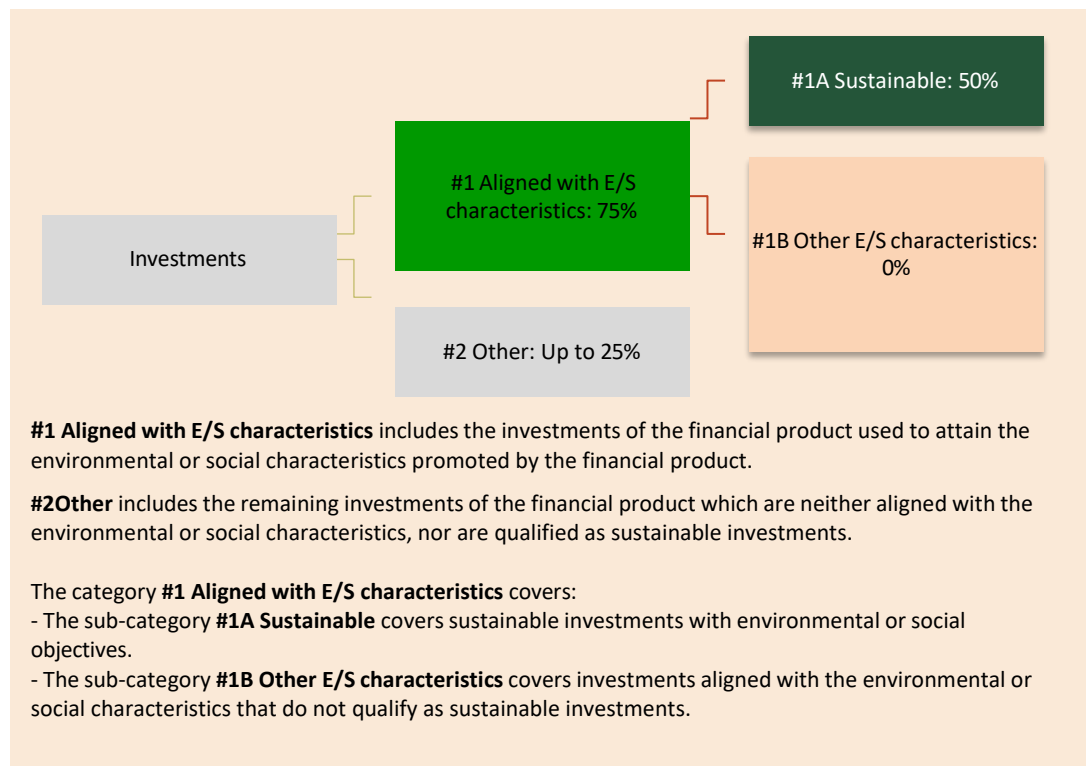 #1A Sustainable: 50%
#1 Aligned with E/S
characteristics: 75%
#1B Other E/S characteristics:
0%
Investments
#2 Other: Up to 25%
#1 Aligned with E/S characteristics includes the investments of the financial product used to attain the
environmental or social characteristics promoted by the financial product.
#2Other includes the remaining investments of the financial product which are neither aligned with the
environmental or social characteristics, nor are qualified as sustainable investments.
The category #1 Aligned with E/S characteristics covers:
- The sub-category #1A Sustainable covers sustainable investments with environmental or social
objectives.
- The sub-category #1B Other E/S characteristics covers investments aligned with the environmental or
social characteristics that do not qualify as sustainable investments.